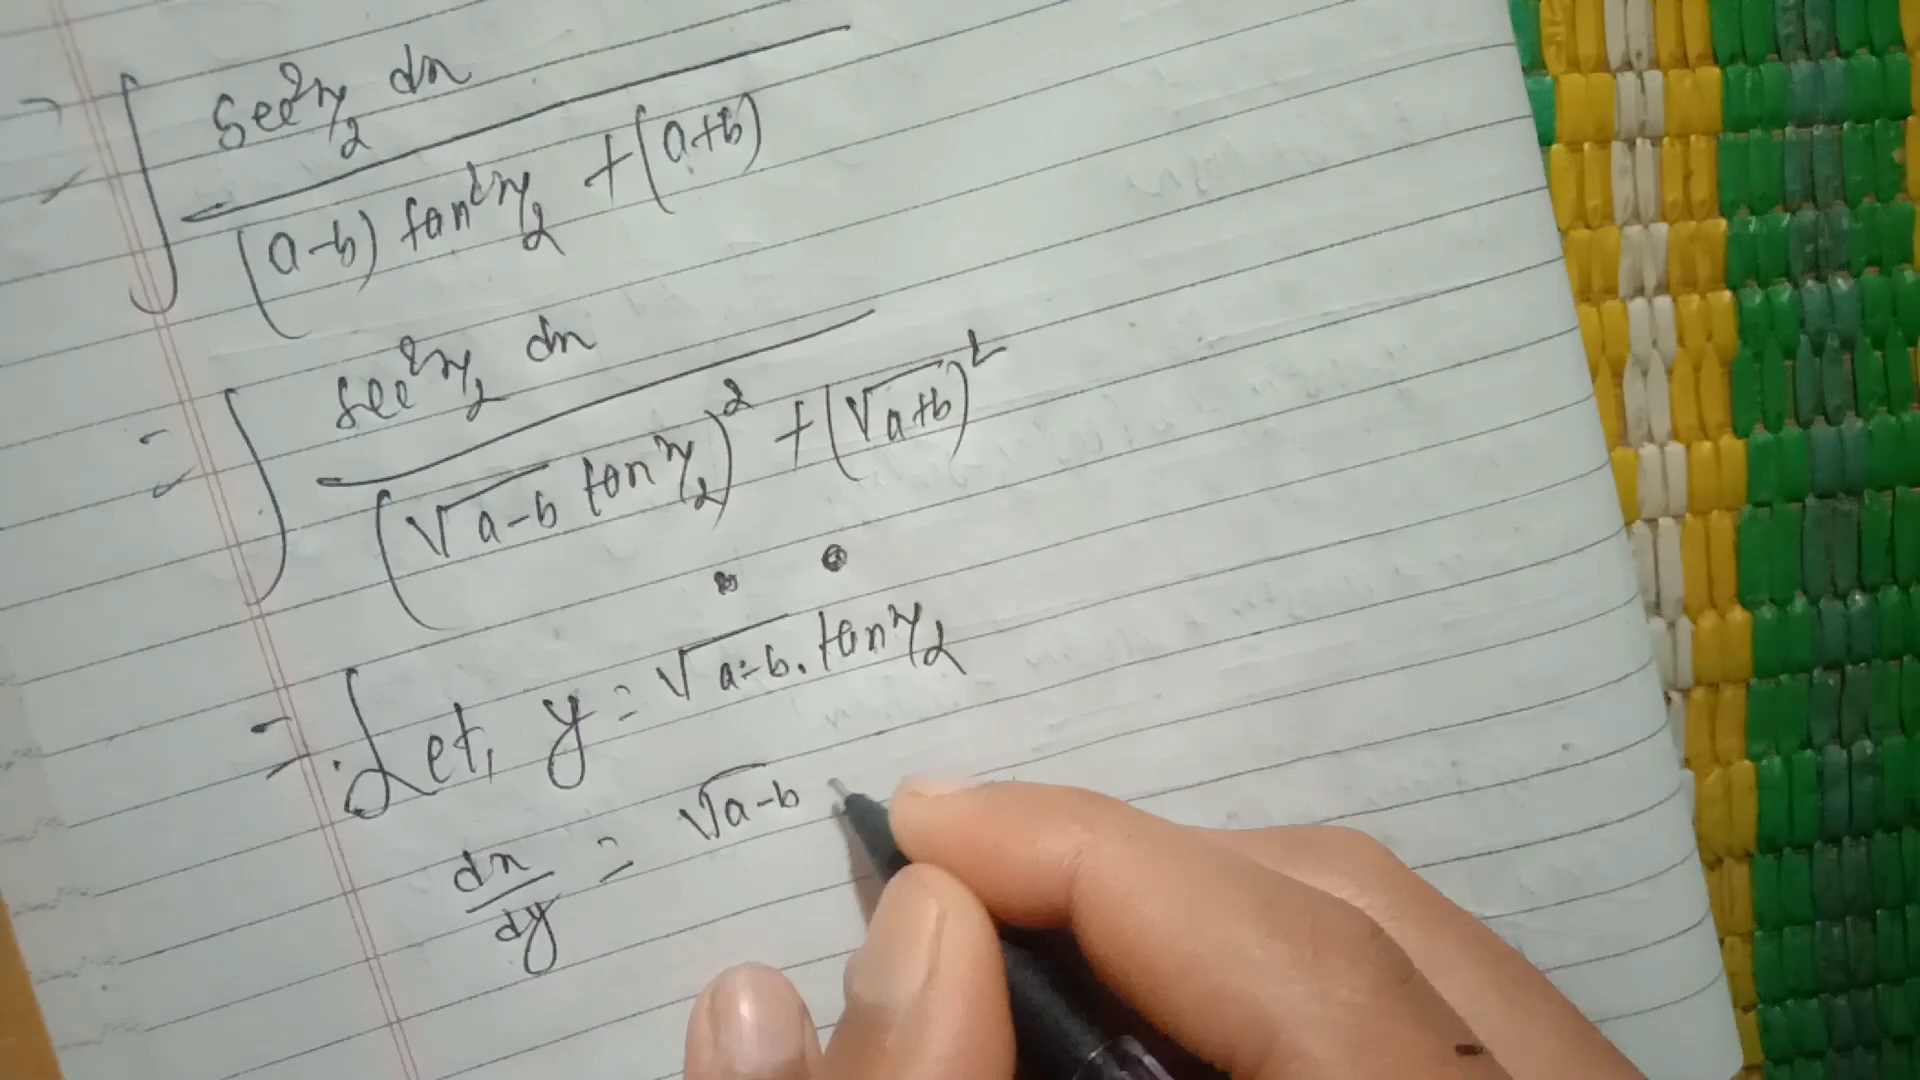 => ∫ sec²x/2 dx / (a-b) tan²x/2 + (a+b)
=> ∫ sec²x/2 dx / (√a-b tan x/2)² + (√a+b)²
=> Let, y = √a-b. tan x/2
dx/dy = √a-b